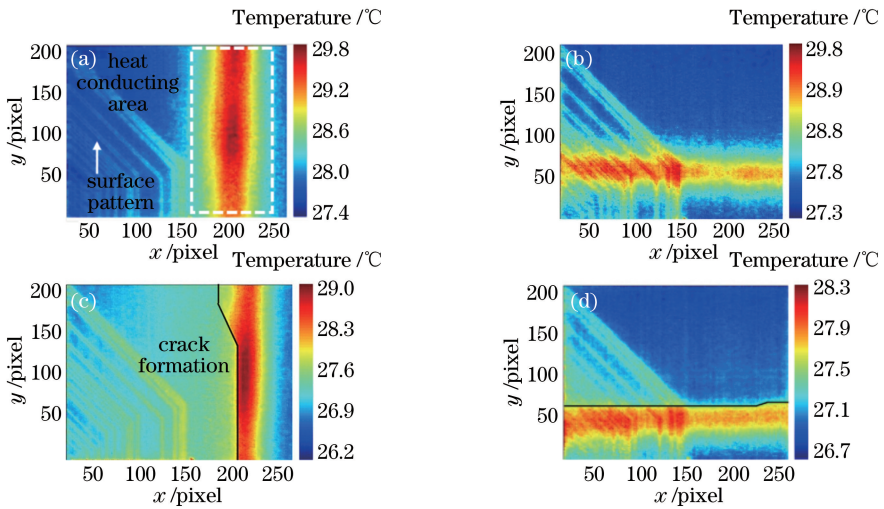 Temperature /℃
(a)
heat
conducting
area
surface
pattern
200
150
100
50
y /pixel
50 100 150 200 250
x /pixel
29.8
29.2
28.6
28.0
27.4
Temperature /℃
(b)
200
150
100
50
y /pixel
50 100 150 200 250
x /pixel
29.8
28.8
28.3
27.8
27.3
Temperature /℃
(c)
crack
formation
200
150
100
50
y /pixel
50 100 150 200 250
x /pixel
29.0
28.3
27.6
26.9
26.2
Temperature /℃
(d)
200
150
100
50
y /pixel
50 100 150 200 250
x /pixel
28.3
27.9
27.5
27.1
26.7